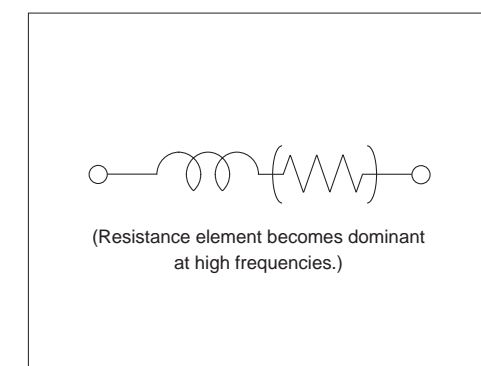 (Resistance element becomes dominant
at high frequencies.)